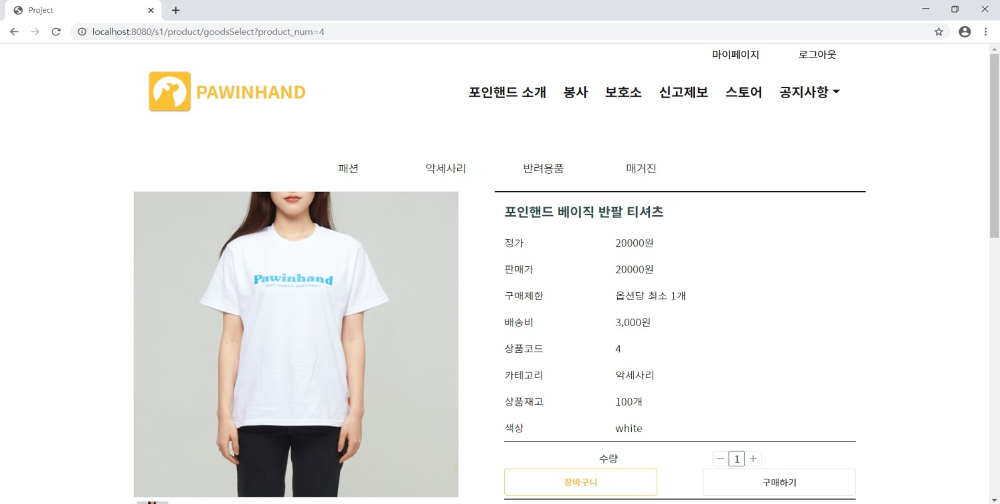 Project
localhost:8080/s1/product/goodsSelect?product_num=4
마이페이지 로그아웃
PAWINHAND
포인핸드 소개 봉사 보호소 신고제보 스토어 공지사항
패션 악세사리 반려용품 매거진
Pawinhand
ADOPT ANIMALS, ADOPT FAMILY.
포인핸드 베이직 반팔 티셔츠
정가 20000원
판매가 20000원
구매제한 옵션당 최소 1개
배송비 3,000원
상품코드 4
카테고리 악세사리
상품재고 100개
색상 white
수량 − 1 +
장바구니 구매하기